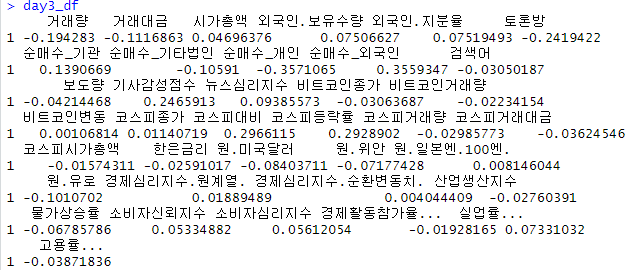 > day3_df
거래량 거래대금 시가총액 외국인.보유수량 외국인.지분율 토론방
1 -0.194283 -0.1116863 0.04696376 0.07506627 0.07519493 -0.2419422
순매수_기관 순매수_기타법인 순매수_개인 순매수_외국인 검색어
1 0.1390669 -0.10591 -0.3571065 0.3559347 -0.03050187
보도량 기사감성점수 뉴스심리지수 비트코인종가 비트코인거래량
1 -0.04214468 0.2465913 0.09385573 -0.03063687 -0.02234154
비트코인변동 코스피종가 코스피대비 코스피등락률 코스피거래량 코스피거래대금
1 0.00106814 0.01140719 0.2966115 0.2928902 -0.02985773 -0.03624546
코스피시가총액 한은금리 원.미국달러 원.위안 원.일본엔.100엔.
1 -0.01574311 -0.02591017 -0.08403711 -0.07177428 0.008146044
원.유로 경제심리지수.원계열. 경제심리지수.순환변동치. 산업생산지수
1 -0.1010702 0.01889489 0.004044409 -0.02760391
물가상승률 소비자신뢰지수 소비자심리지수 경제활동참가율... 실업률...
1 -0.06785786 0.05334882 0.05612054 -0.01928165 0.07331032
고용률...
1 -0.03871836